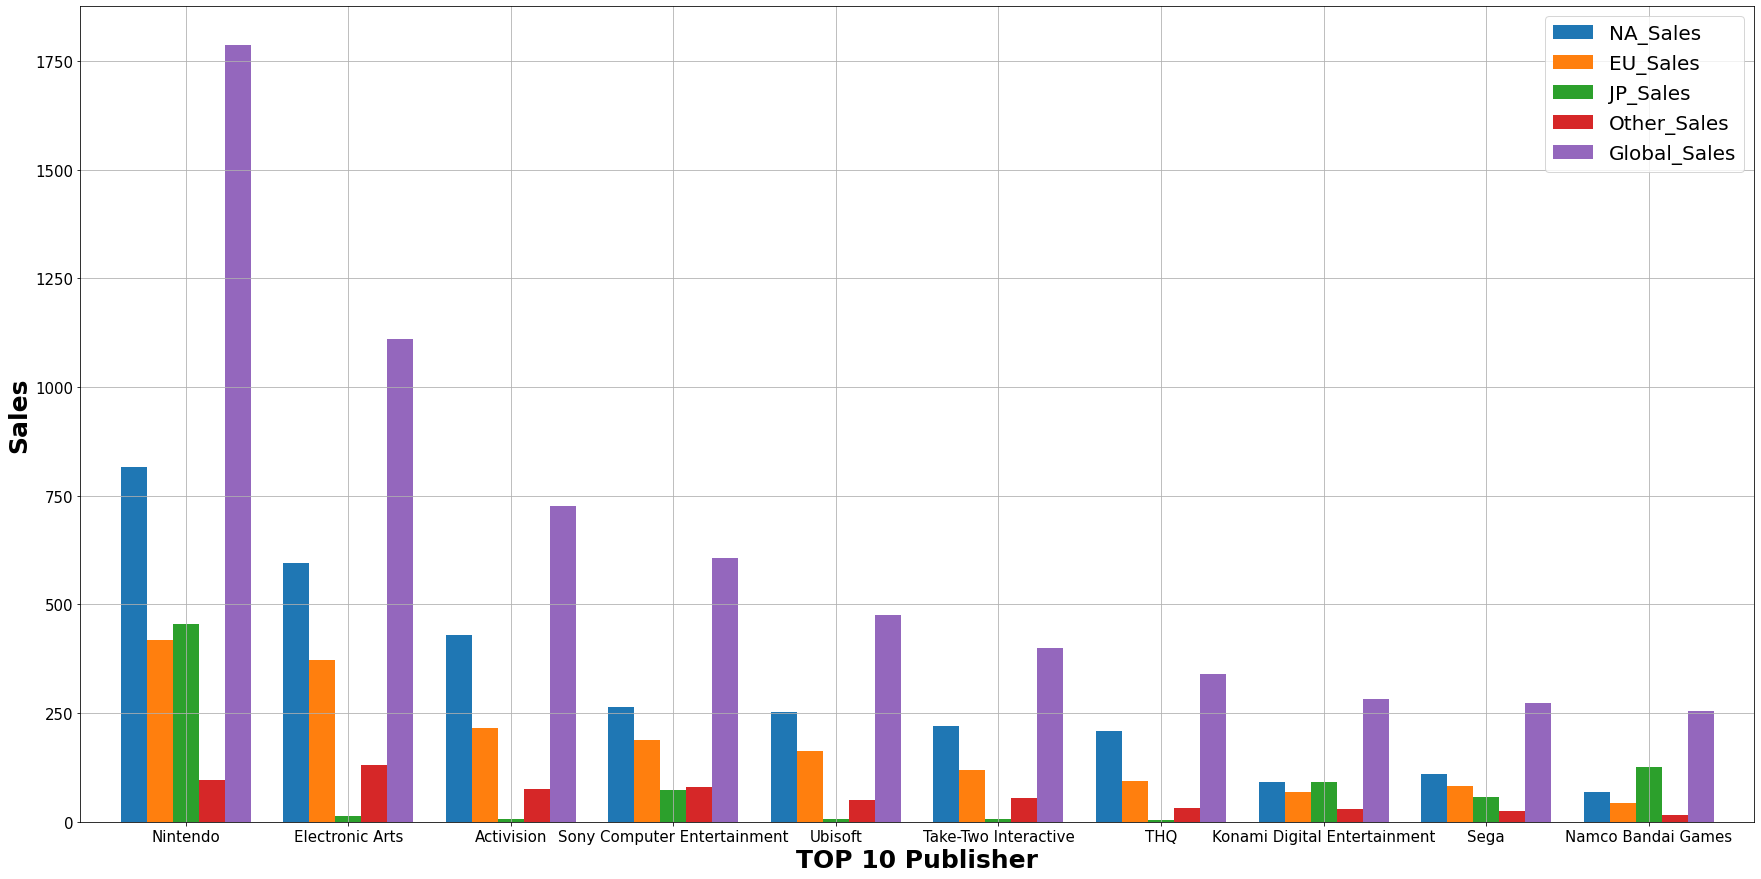 NA_Sales
EU_Sales
JP_Sales
Other_Sales
Global_Sales
Sales
1750
1500
1250
1000
750
500
250
0
Nintendo Electronic Arts Activision Sony Computer Entertainment Ubisoft Take-Two Interactive THQ Konami Digital Entertainment Sega Namco Bandai Games
TOP 10 Publisher